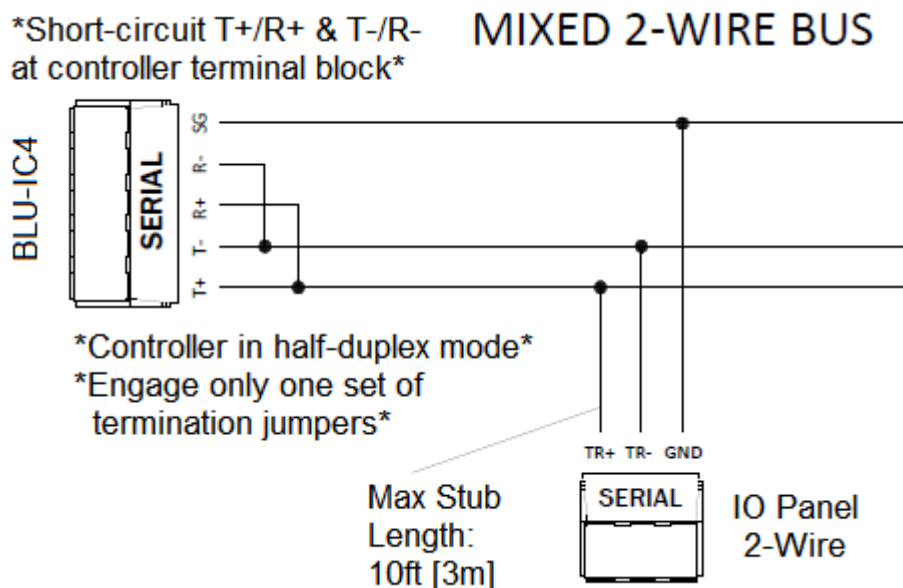 *Short-circuit T+/R+ & T-/R-
at controller terminal block*
MIXED 2-WIRE BUS
BLU-IC4
SERIAL
SG
R-
R+
T-
T+
*Controller in half-duplex mode*
*Engage only one set of
termination jumpers*
Max Stub
Length:
10ft [3m]
TR+ TR- GND
SERIAL
IO Panel
2-Wire